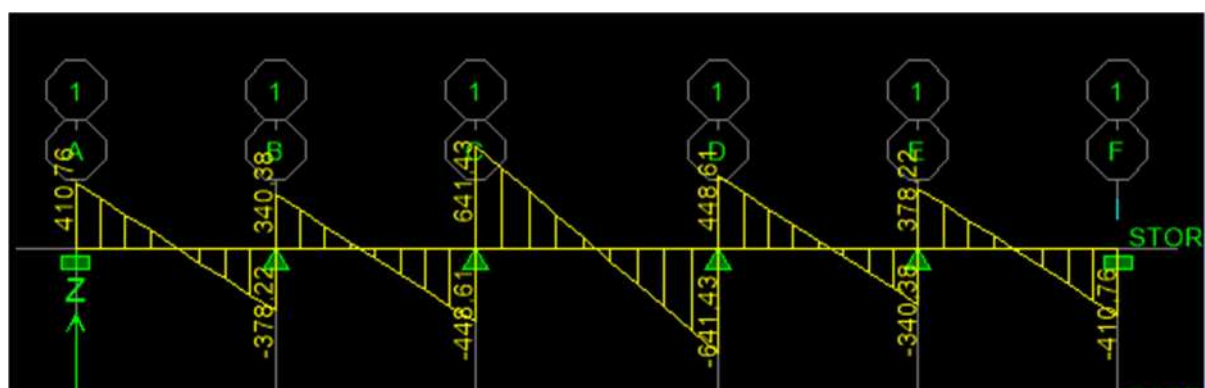 1 1 1 1 1 1
A B C D E F
410.76 340.38 641.43 448.61 378.22
STOR
-378.22 -448.61 -641.43 -340.38 -410.76
Z